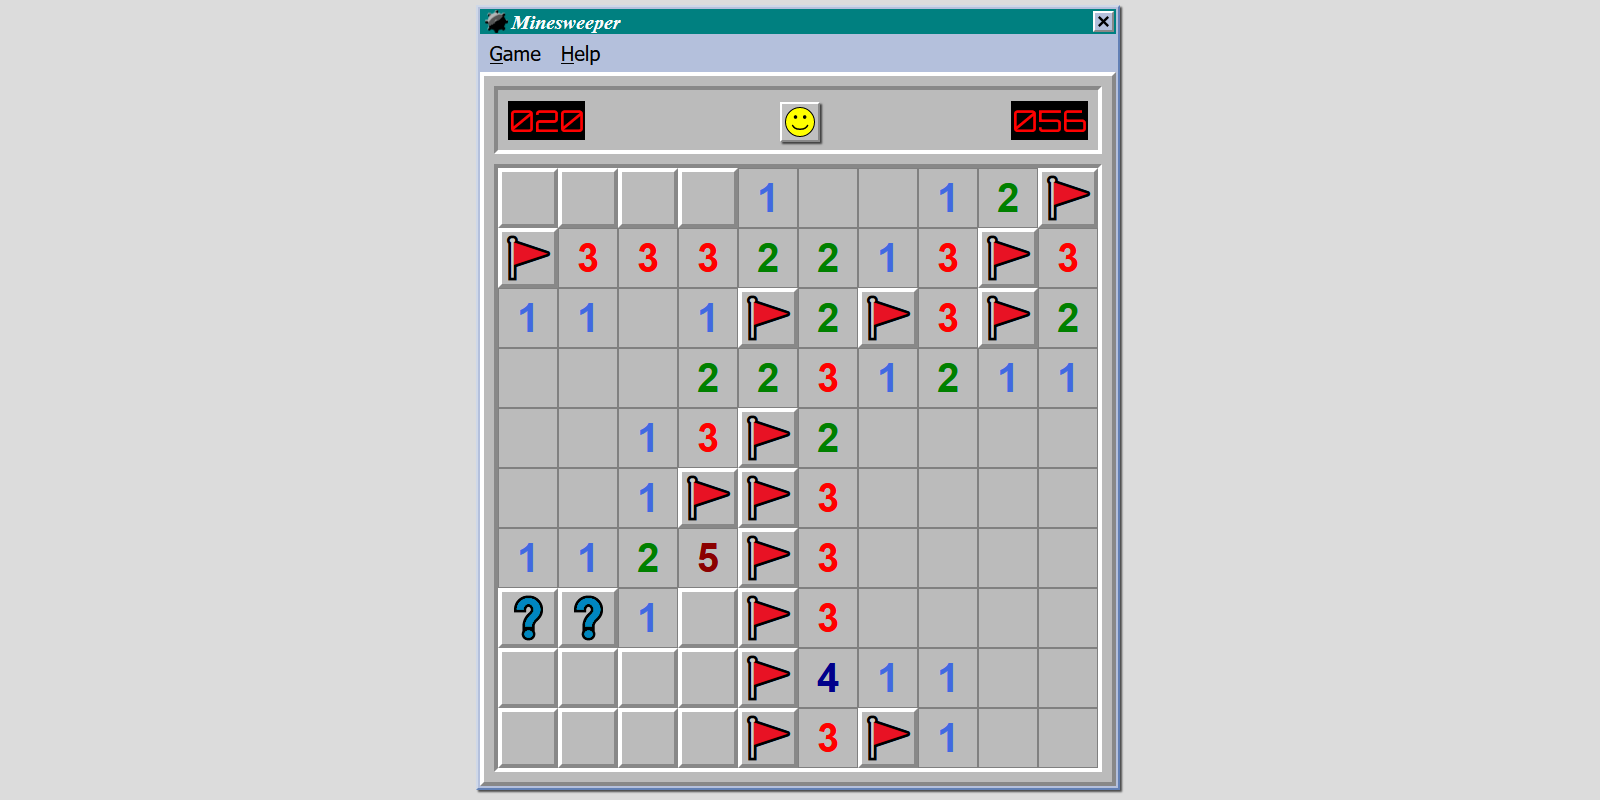 Minesweeper
Game Help
020 056
1 1 2
3 3 3 2 2 1 3 3
1 1 1 2 3 2
2 2 3 1 2 1 1
1 3 2
1 3
1 1 2 5 3
? ? 1 3
4 1 1
3 1